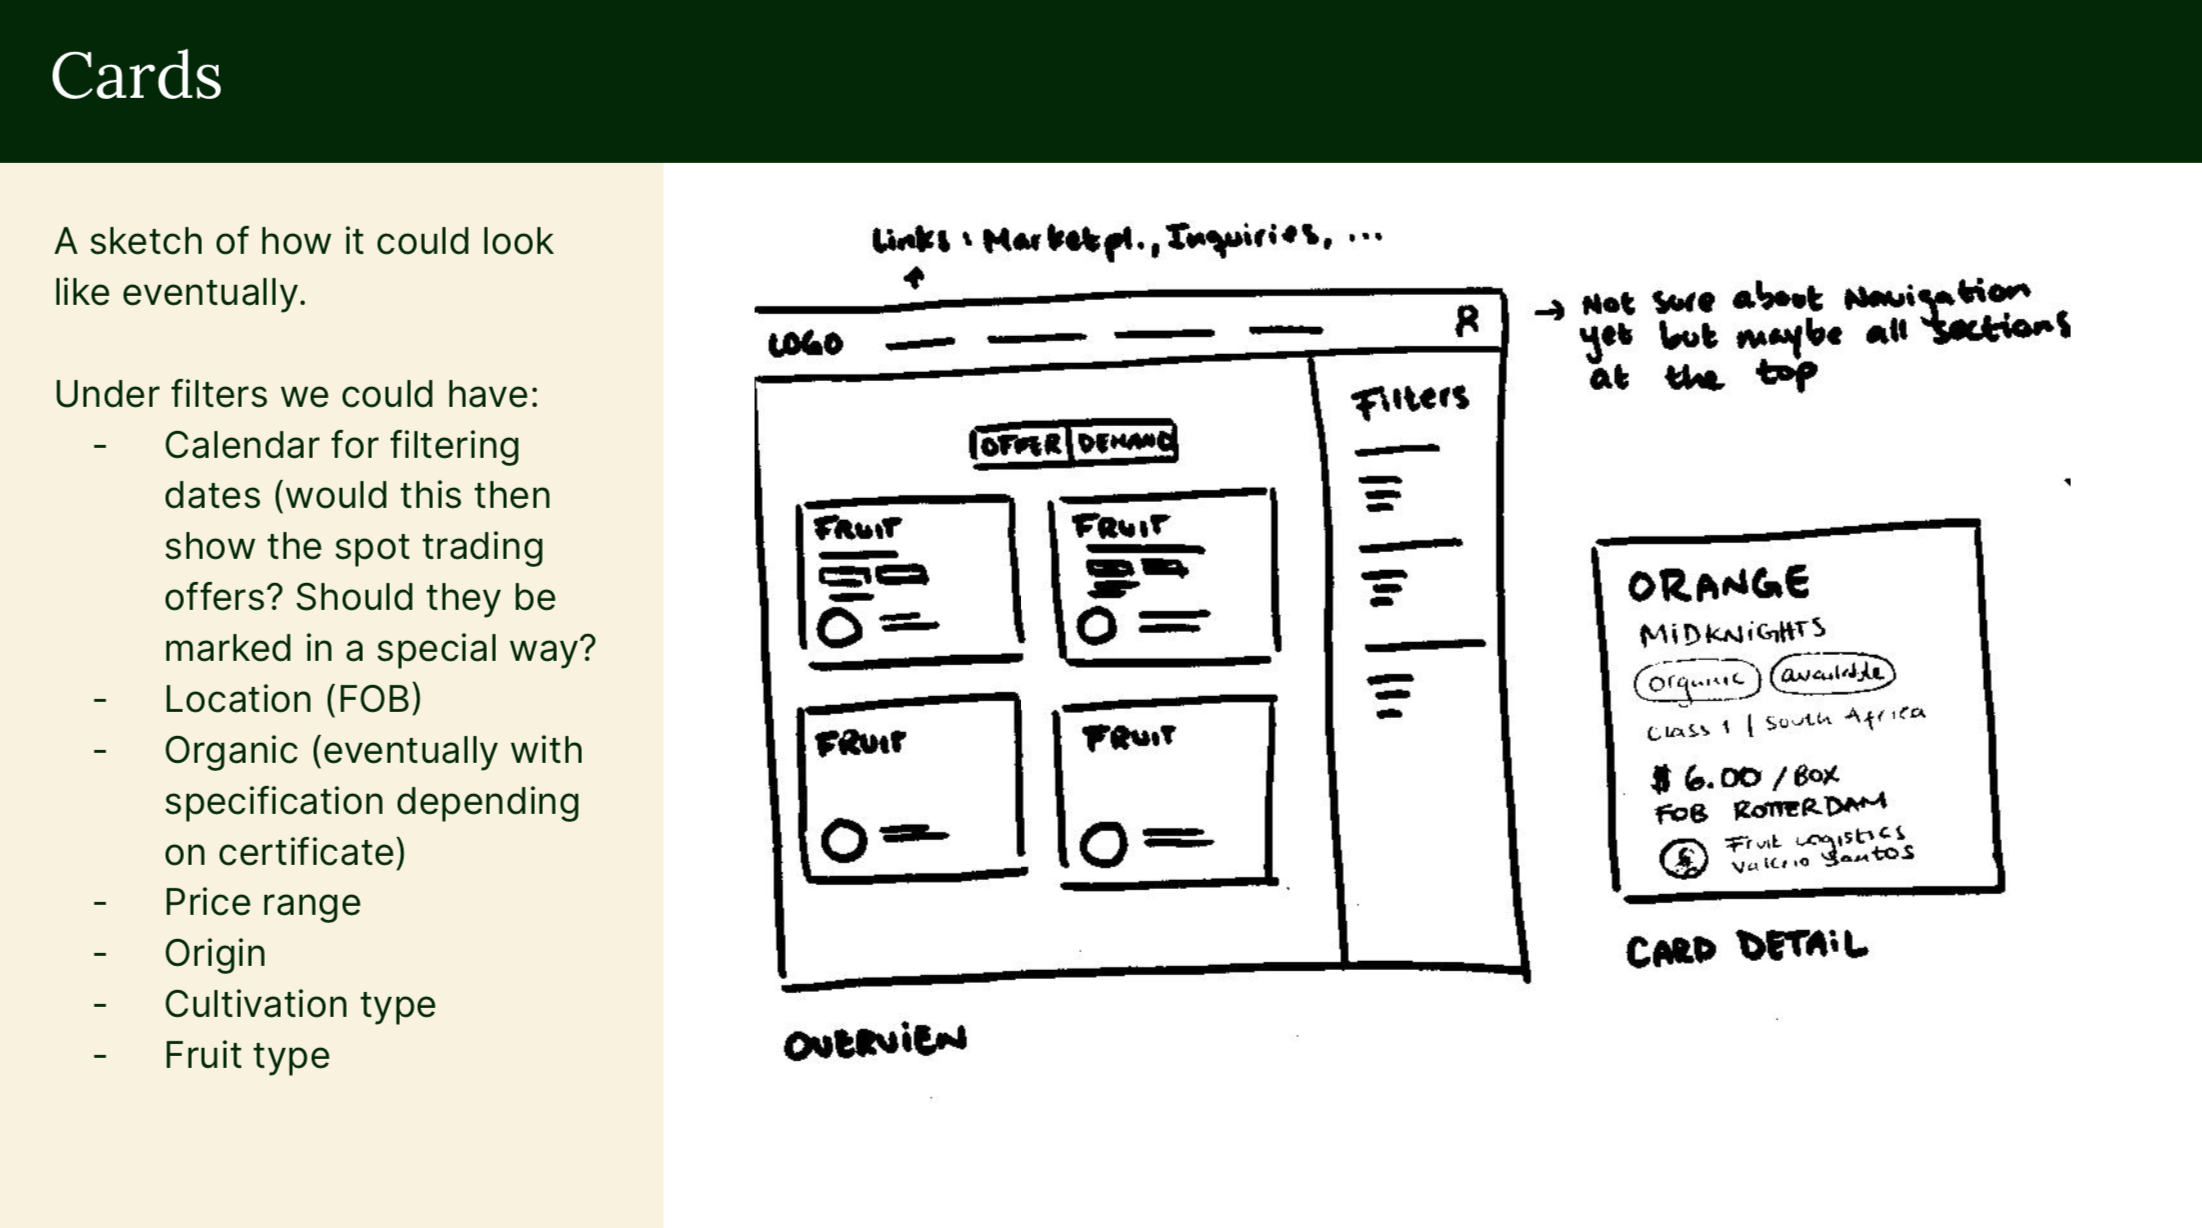 Cards
A sketch of how it could look
like eventually.
Under filters we could have:
- Calendar for filtering
dates (would this then
show the spot trading
offers? Should they be
marked in a special way?
- Location (FOB)
- Organic (eventually with
specification depending
on certificate)
- Price range
- Origin
- Cultivation type
- Fruit type
Links: Marketpl., Inquiries, ...
→ Not sure about Navigation
yet but maybe all sections
at the top
LOGO
Filters
OFFER DEMAND
FRUIT
FRUIT
FRUIT
FRUIT
OVERVIEW
ORANGE
MIDKNIGHTS
organic available
Class 1 | South Africa
$ 6.00 / BOX
FOB ROTTERDAM
Fruit Logistics
Valerio Santos
CARD DETAIL